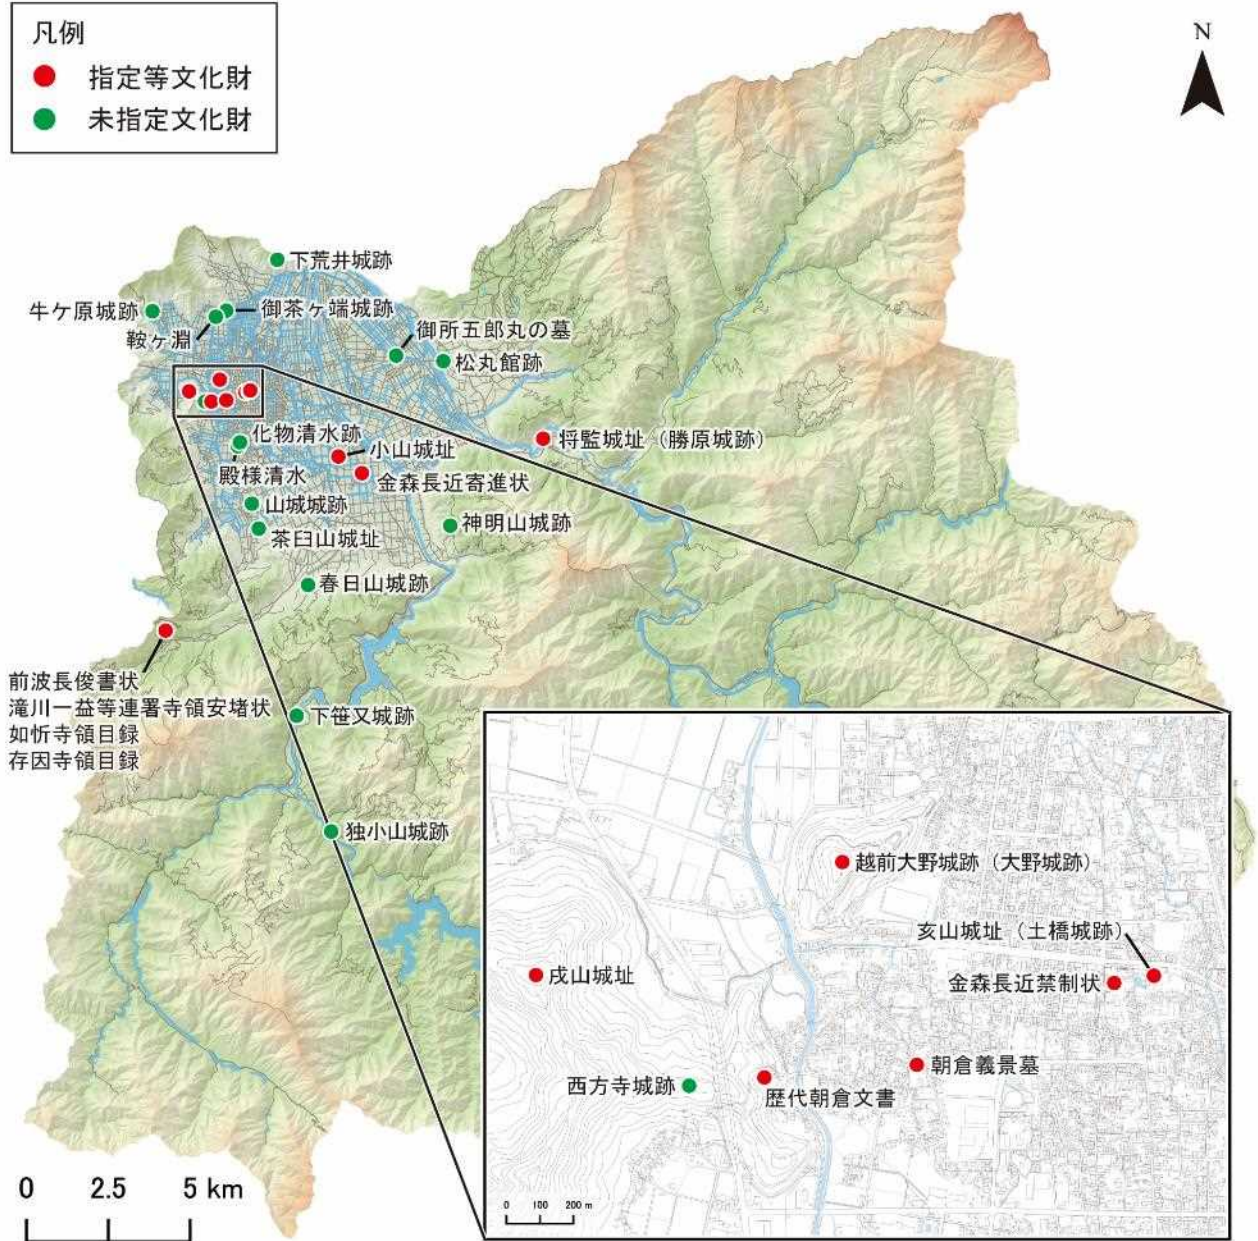 凡例
指定等文化財
未指定文化財
N
下荒井城跡
牛ケ原城跡
御茶ヶ端城跡
鞍ヶ淵
御所五郎丸の墓
松丸館跡
化物清水跡
小山城址
将監城址（勝原城跡）
殿様清水
金森長近寄進状
山城城跡
神明山城跡
茶臼山城址
春日山城跡
前波長俊書状
滝川一益等連署寺領安堵状
如忻寺領目録
存因寺領目録
下笹又城跡
独小山城跡
越前大野城跡（大野城跡）
亥山城址（土橋城跡）
戌山城址
金森長近禁制状
朝倉義景墓
西方寺城跡
歴代朝倉文書
0 100 200 m
0 2.5 5 km